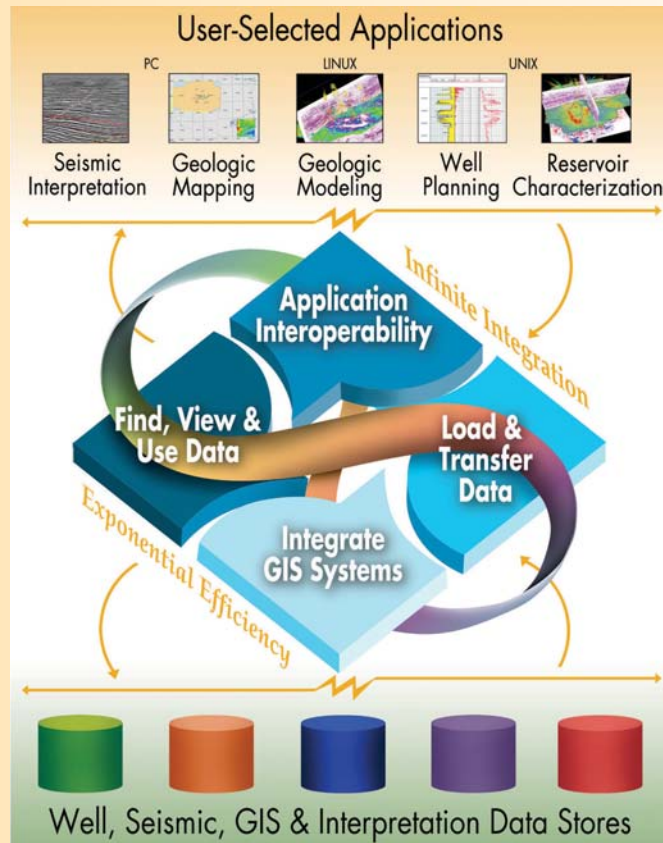 User-Selected Applications
PC LINUX UNIX
Seismic Interpretation
Geologic Mapping
Geologic Modeling
Well Planning
Reservoir Characterization
Infinite Integration
Application
Interoperability
Find, View &
Use Data
Load &
Transfer
Data
Integrate
GIS Systems
Exponential Efficiency
Well, Seismic, GIS & Interpretation Data Stores